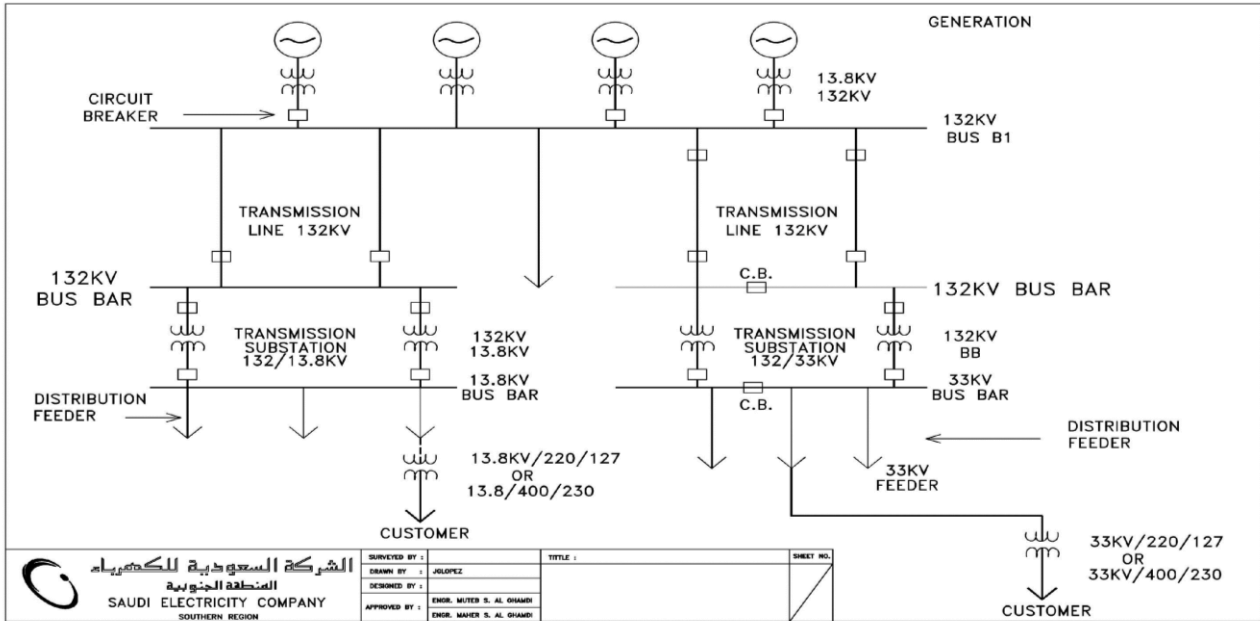 GENERATION
13.8KV
132KV
CIRCUIT
BREAKER
132KV
BUS B1
TRANSMISSION
LINE 132KV
TRANSMISSION
LINE 132KV
C.B.
132KV
BUS BAR
132KV BUS BAR
TRANSMISSION
SUBSTATION
132/13.8KV
132KV
13.8KV
TRANSMISSION
SUBSTATION
132/33KV
132KV
BB
13.8KV
BUS BAR
C.B.
33KV
BUS BAR
DISTRIBUTION
FEEDER
DISTRIBUTION
FEEDER
13.8KV/220/127
OR
13.8/400/230
33KV
FEEDER
CUSTOMER
33KV/220/127
OR
33KV/400/230
CUSTOMER
الشركة السعودية للكهرباء
المنطقة الجنوبية
SAUDI ELECTRICITY COMPANY
SOUTHERN REGION
SURVEYED BY :
DRAWN BY : JGLOPEZ
DESIGNED BY :
APPROVED BY : ENGR. MUTEB S. AL GHAMDI
ENGR. MAHER S. AL GHAMDI
TITTLE :
SHEET NO.